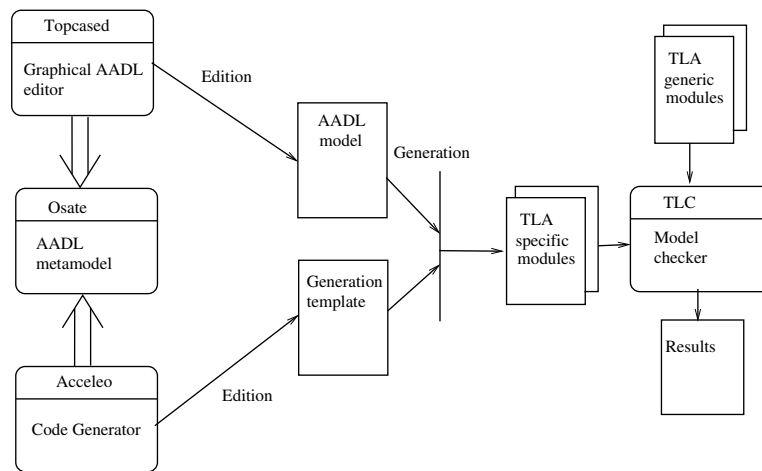 Topcased
Graphical AADL
editor
Edition
AADL
model
Generation
TLA
generic
modules
Osate
AADL
metamodel
TLA
specific
modules
TLC
Model
checker
Generation
template
Acceleo
Code Generator
Edition
Results